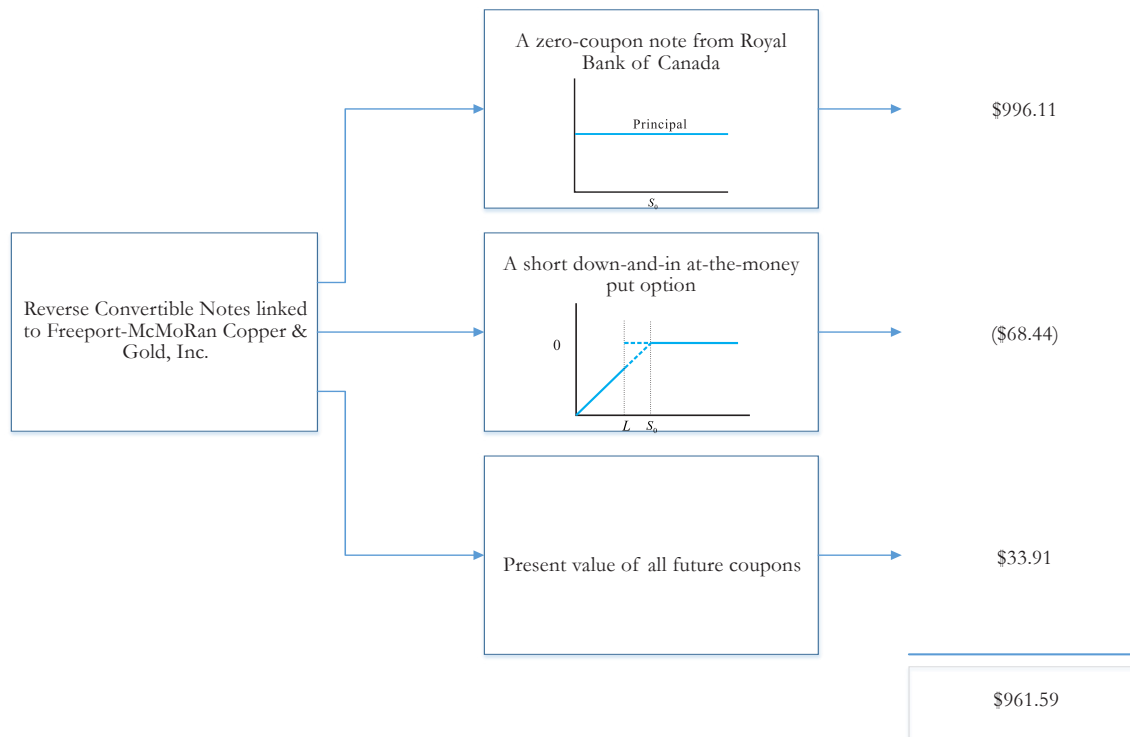 A zero-coupon note from Royal
Bank of Canada
Principal
S₀
$996.11
Reverse Convertible Notes linked
to Freeport-McMoRan Copper &
Gold, Inc.
A short down-and-in at-the-money
put option
0
L S₀
($68.44)
Present value of all future coupons
$33.91
$961.59